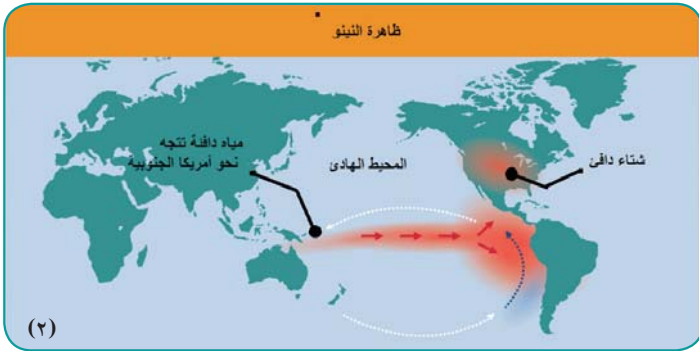 ظاهرة النينو
مياه دافئة تتجه
نحو أمريكا الجنوبية
المحيط الهادئ
شتاء دافئ
(٢)